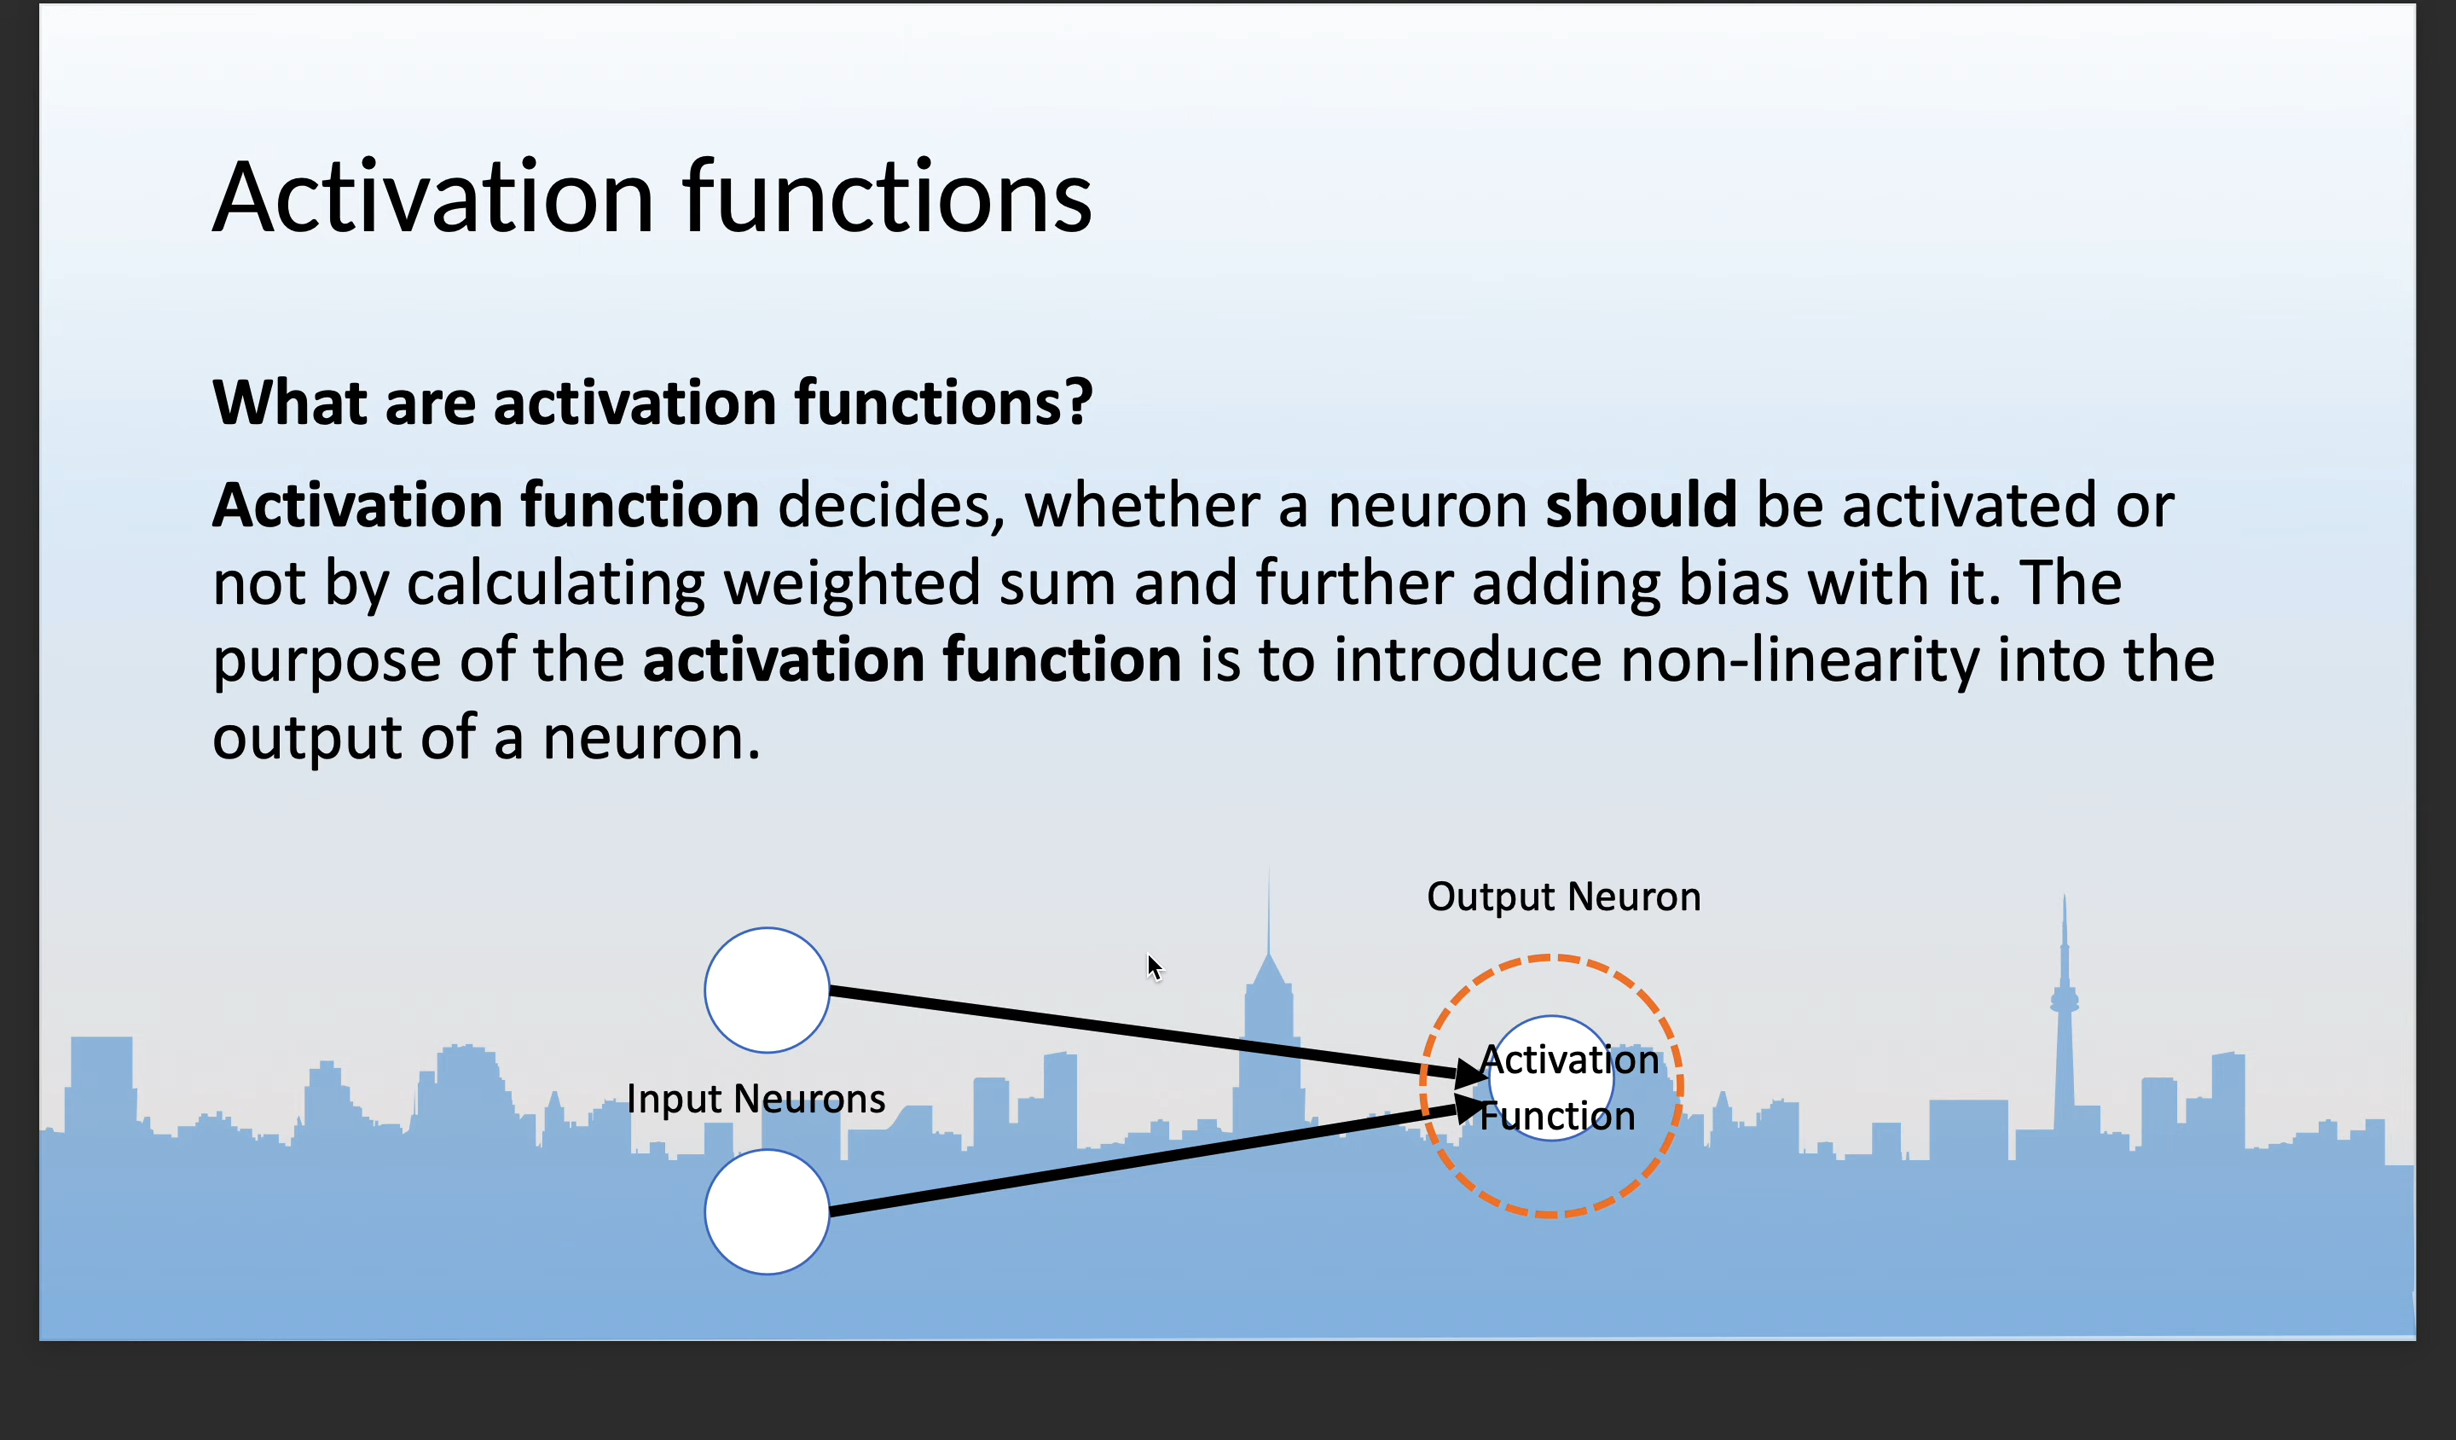 Activation functions
What are activation functions?
Activation function decides, whether a neuron should be activated or
not by calculating weighted sum and further adding bias with it. The
purpose of the activation function is to introduce non-linearity into the
output of a neuron.
Output Neuron
Activation
Function
Input Neurons